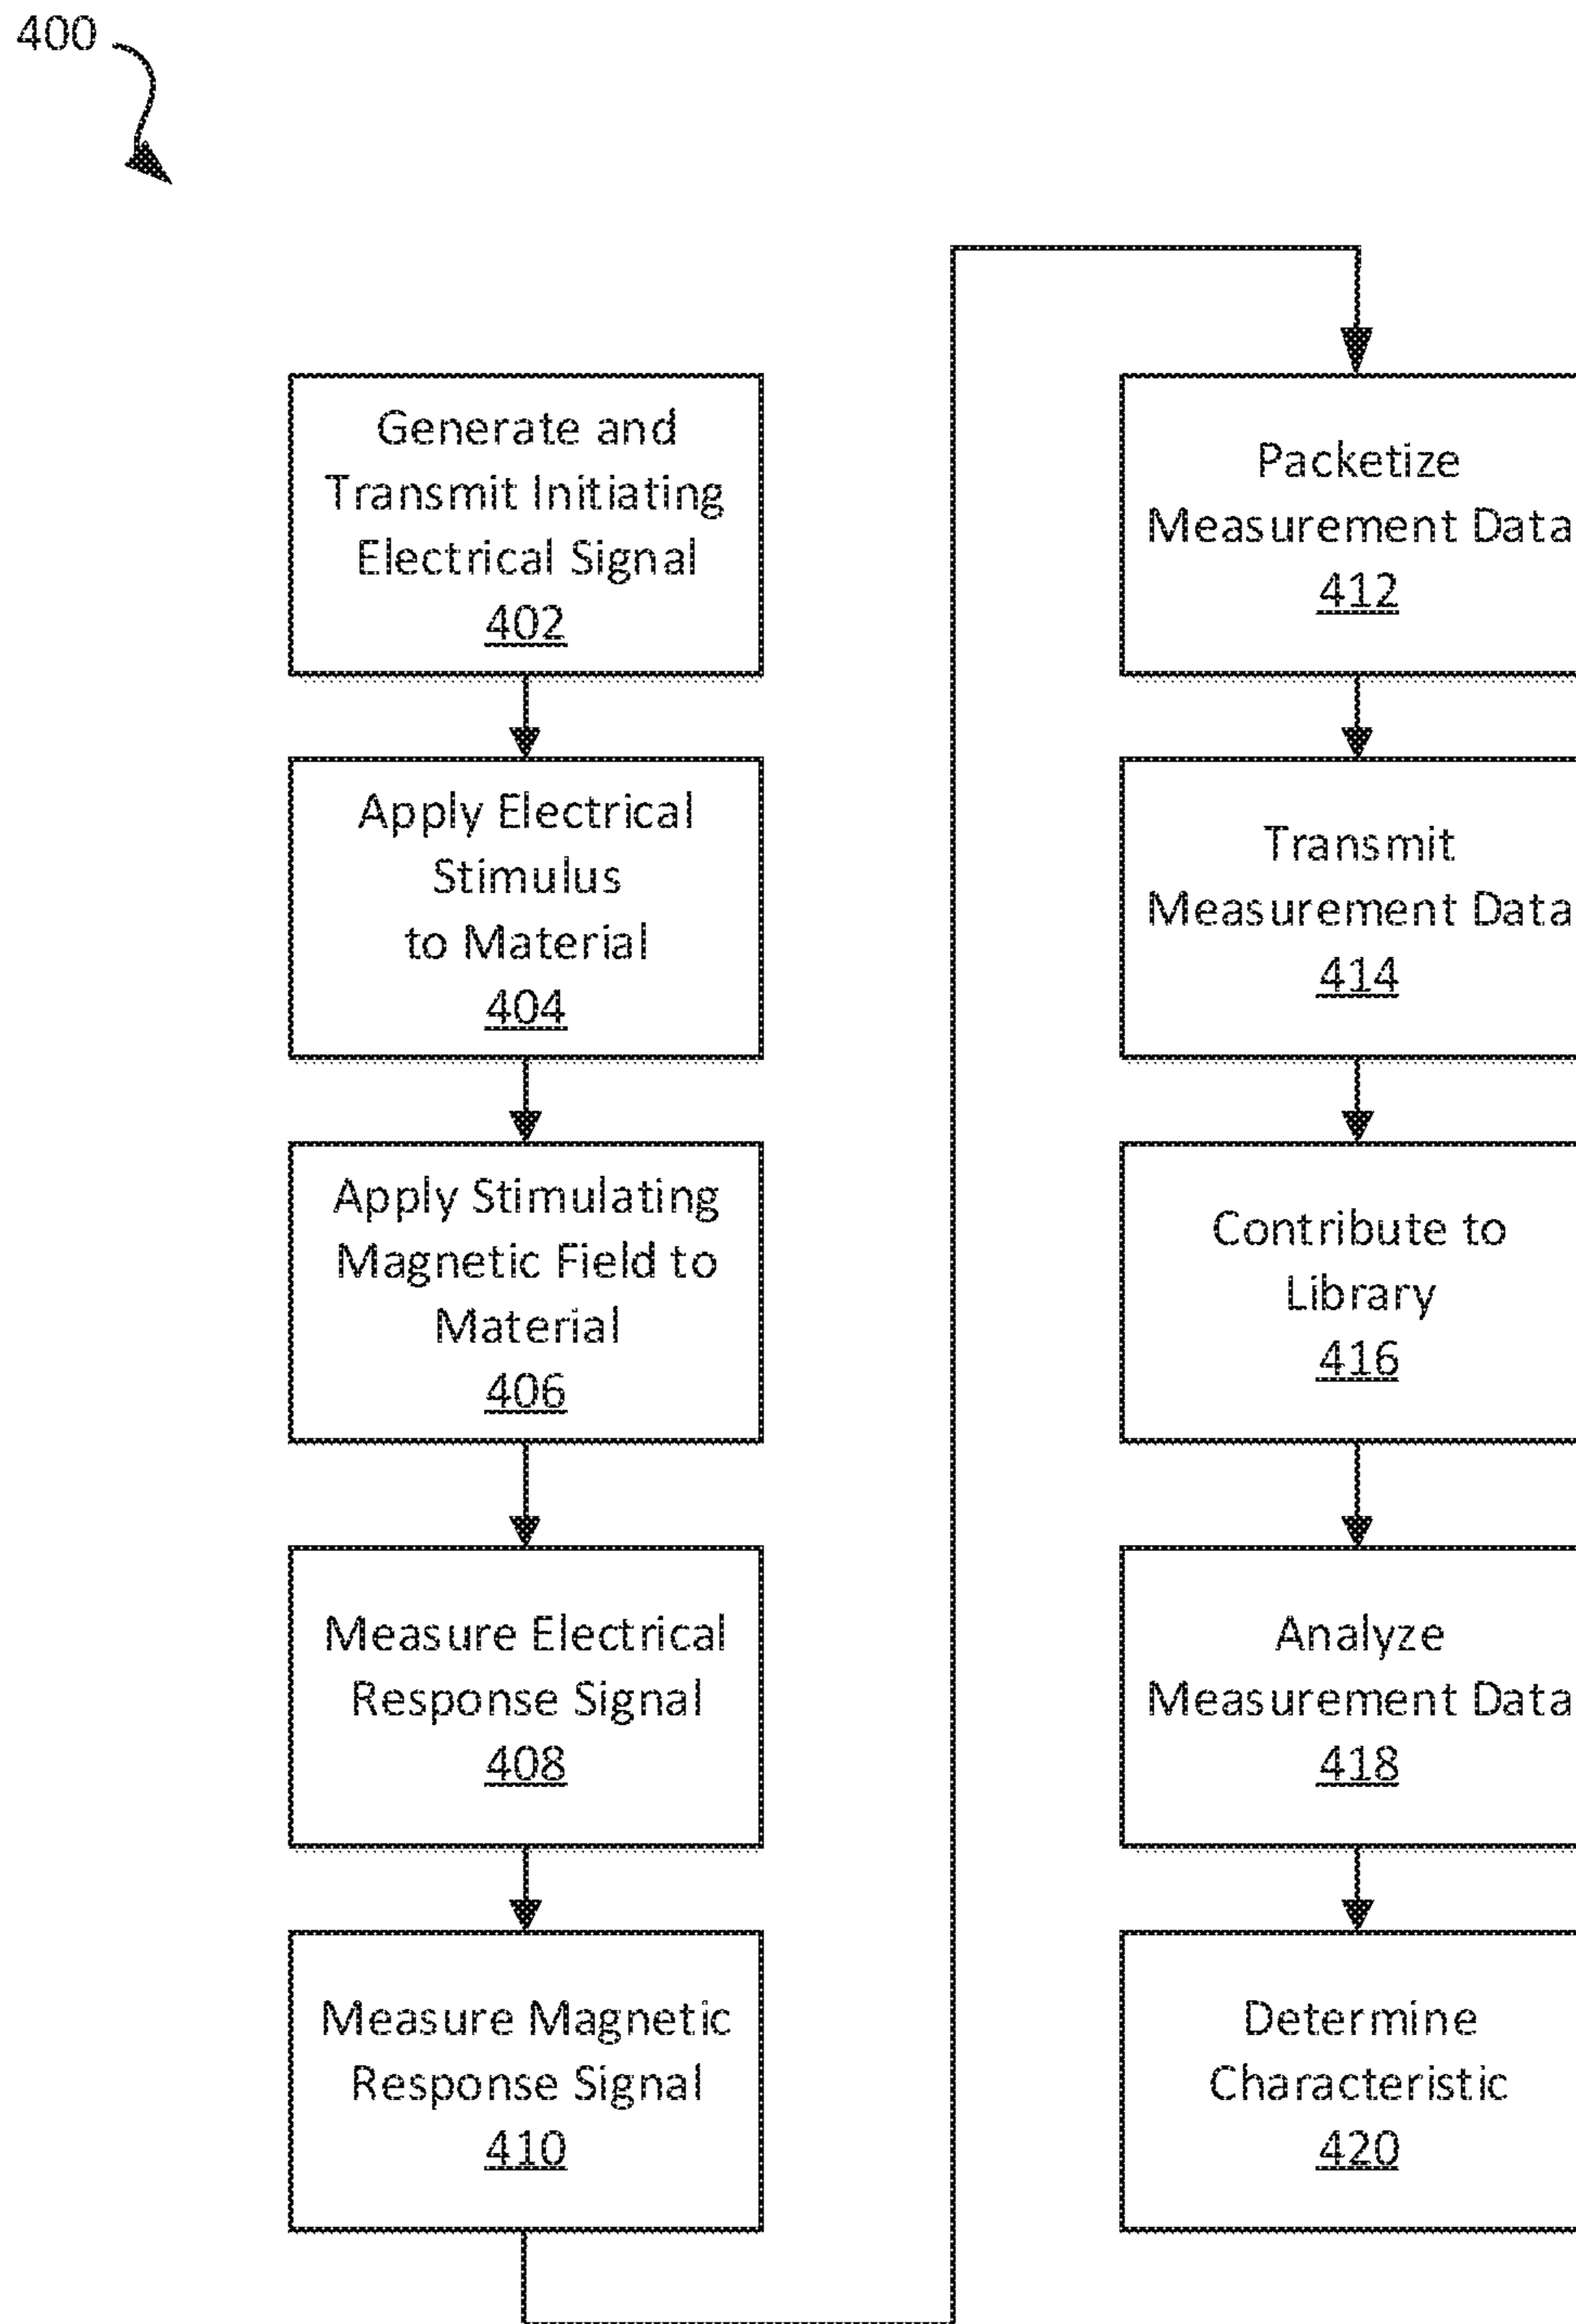 400
Generate and
Transmit Initiating
Electrical Signal
402
Apply Electrical
Stimulus
to Material
404
Apply Stimulating
Magnetic Field to
Material
406
Measure Electrical
Response Signal
408
Measure Magnetic
Response Signal
410
Packetize
Measurement Data
412
Transmit
Measurement Data
414
Contribute to
Library
416
Analyze
Measurement Data
418
Determine
Characteristic
420